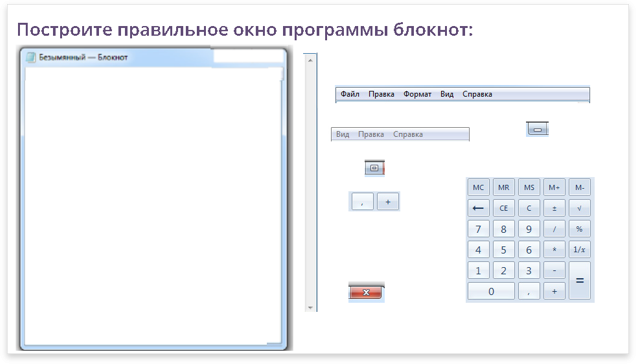 Постройте правильное окно программы блокнот:
Безымянный — Блокнот
Файл Правка Формат Вид Справка
Вид Правка Справка
, +
MC MR MS M+ M-
← CE C ± √
7 8 9 / %
4 5 6 * 1/x
1 2 3 - =
0 , +
x